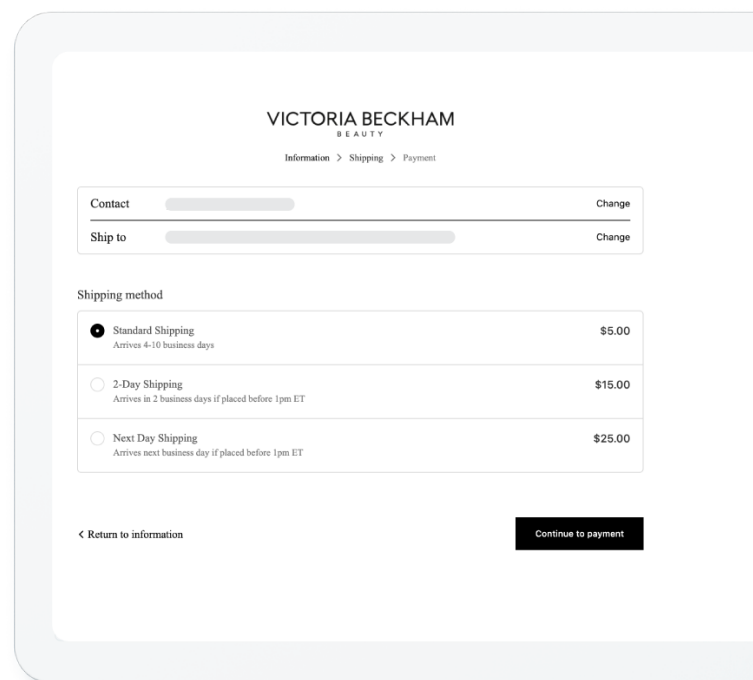 VICTORIA BECKHAM
BEAUTY
Information > Shipping > Payment
Contact Change
Ship to Change
Shipping method
Standard Shipping $5.00
Arrives 4-10 business days
2-Day Shipping $15.00
Arrives in 2 business days if placed before 1pm ET
Next Day Shipping $25.00
Arrives next business day if placed before 1pm ET
< Return to information Continue to payment